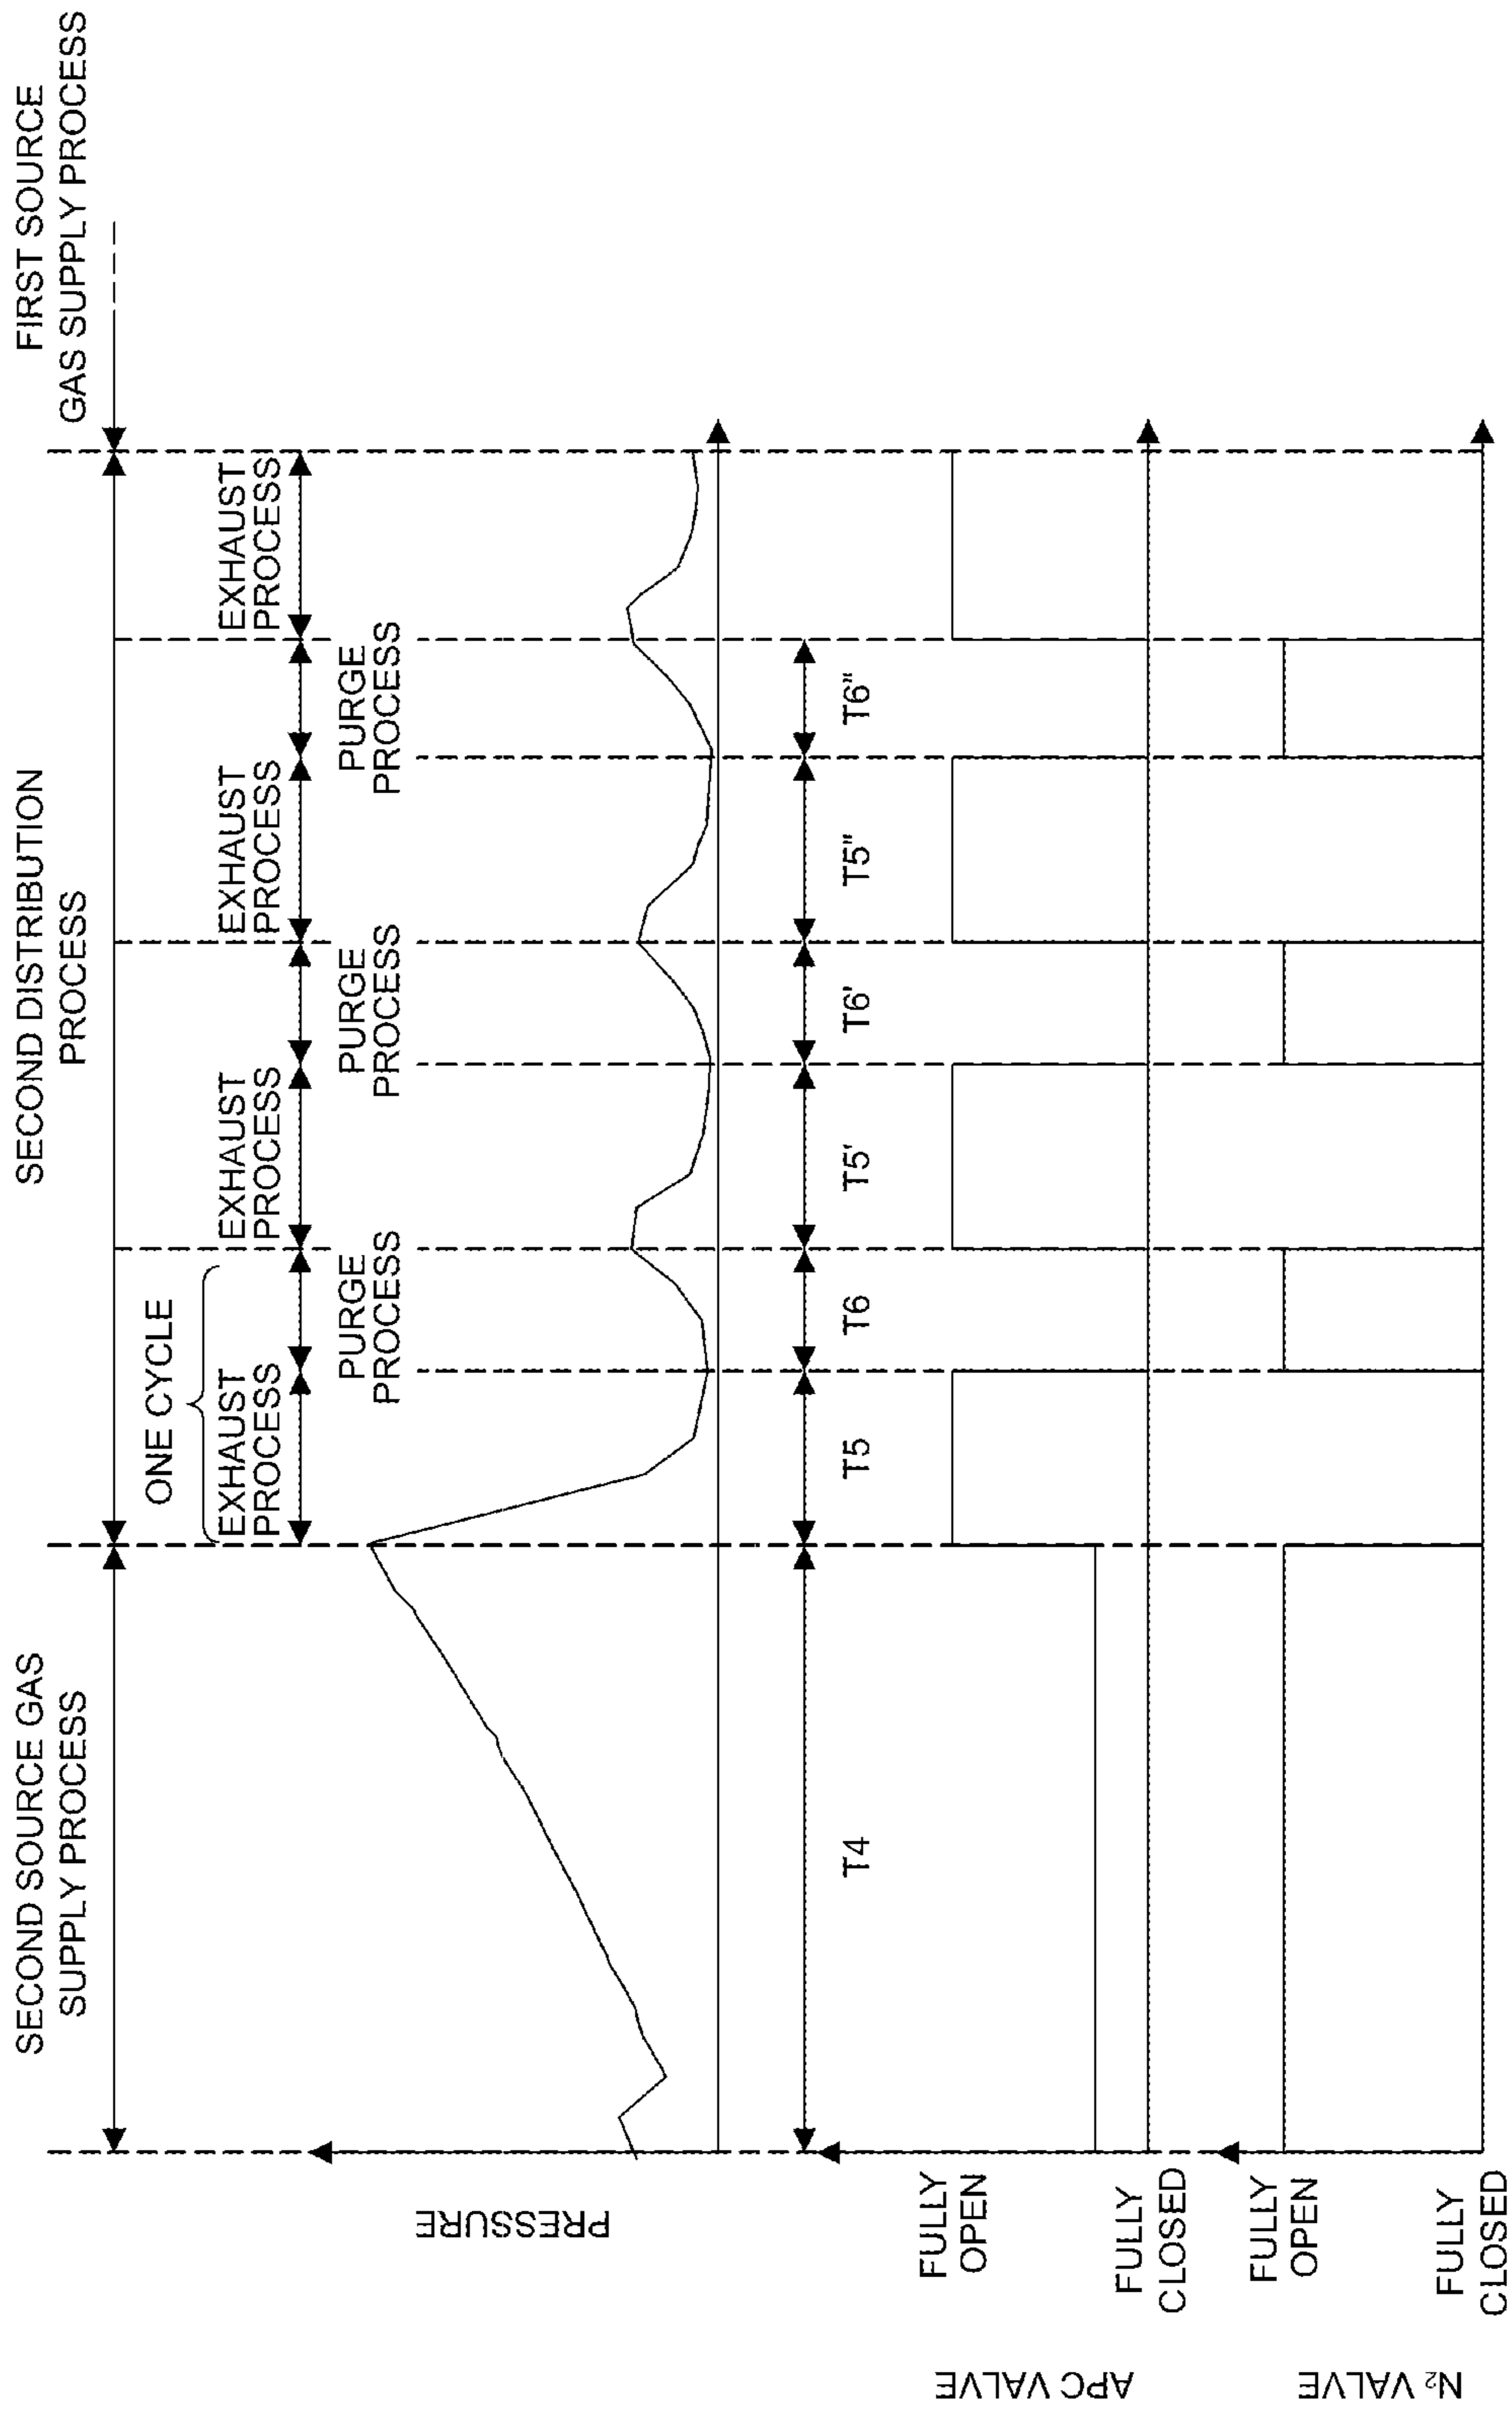 SECOND SOURCE GAS
SUPPLY PROCESS
SECOND DISTRIBUTION
PROCESS
FIRST SOURCE
GAS SUPPLY PROCESS
ONE CYCLE
EXHAUST
PROCESS
EXHAUST
PROCESS
EXHAUST
PROCESS
EXHAUST
PROCESS
PURGE
PROCESS
PURGE
PROCESS
PURGE
PROCESS
PRESSURE
T4
T5
T6
T5'
T6'
T5"
T6"
APC VALVE
FULLY
OPEN
FULLY
CLOSED
N₂ VALVE
FULLY
OPEN
FULLY
CLOSED